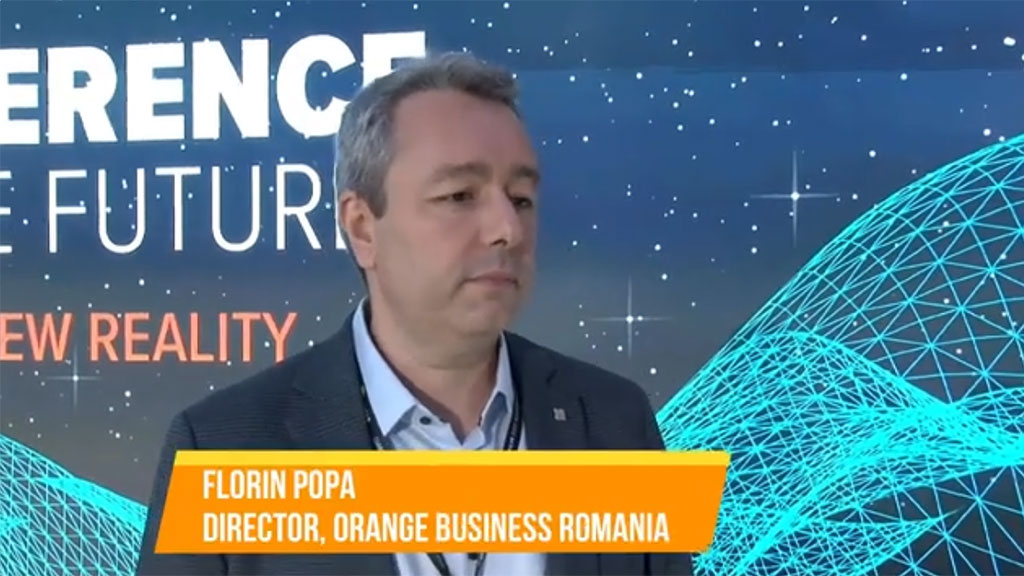 ERENCE
E FUTUR
EW REALITY
FLORIN POPA
DIRECTOR, ORANGE BUSINESS ROMANIA